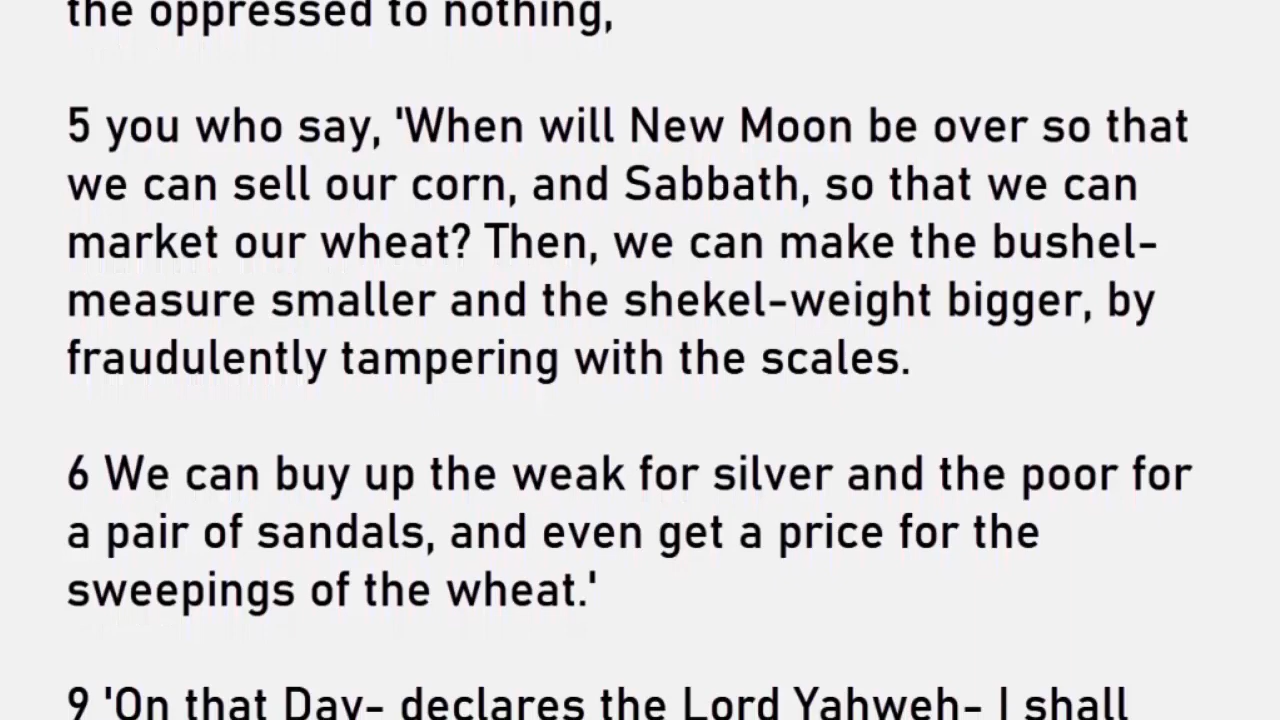 the oppressed to nothing,
5 you who say, 'When will New Moon be over so that
we can sell our corn, and Sabbath, so that we can
market our wheat? Then, we can make the bushel-
measure smaller and the shekel-weight bigger, by
fraudulently tampering with the scales.
6 We can buy up the weak for silver and the poor for
a pair of sandals, and even get a price for the
sweepings of the wheat.'
9 'On that Day- declares the Lord Yahweh- I shall